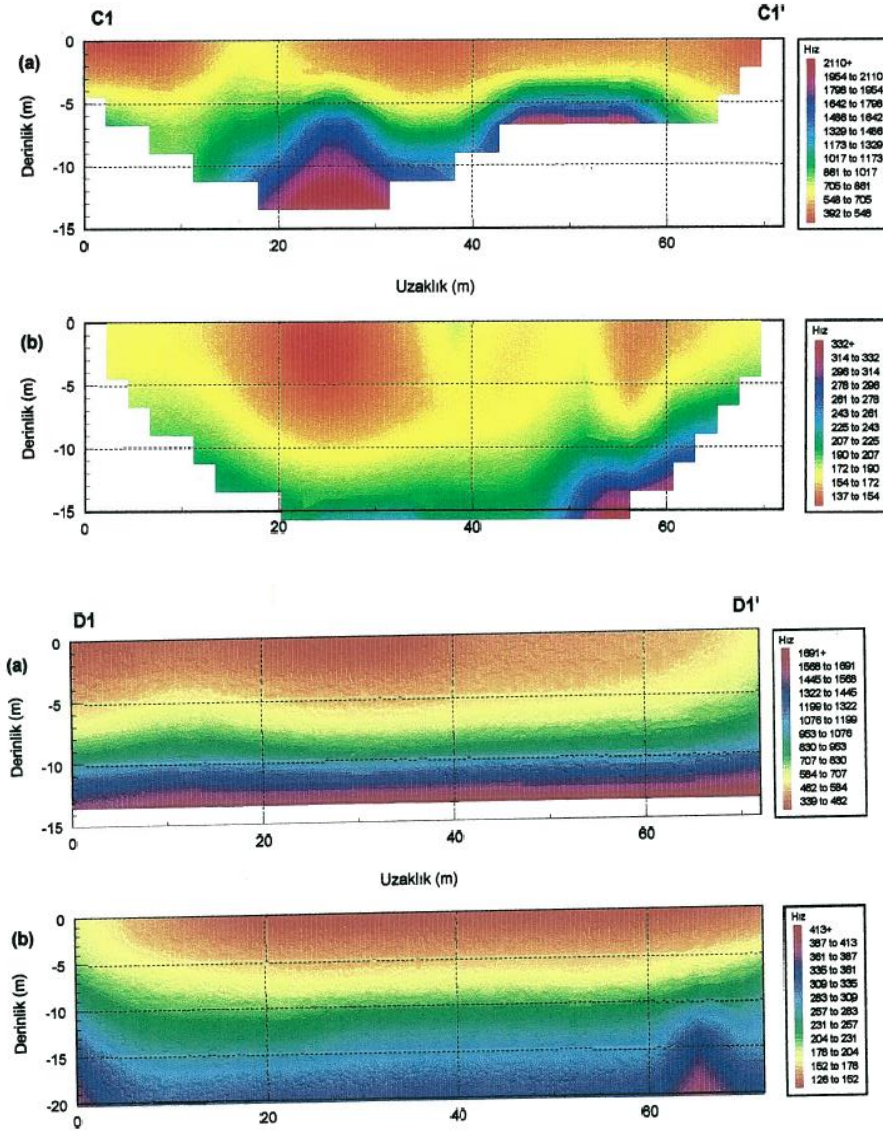 C1 C1'
(a)
Derinlik (m)
0
-5
-10
-15
0 20 40 60
Hız
2110+
1954 to 2110
1798 to 1954
1642 to 1798
1486 to 1642
1329 to 1486
1173 to 1329
1017 to 1173
861 to 1017
705 to 861
548 to 705
392 to 548
Uzaklık (m)
(b)
Derinlik (m)
0
-5
-10
-15
0 20 40 60
Hız
332+
314 to 332
296 to 314
278 to 296
261 to 278
243 to 261
225 to 243
207 to 225
190 to 207
172 to 190
154 to 172
137 to 154
D1 D1'
(a)
Derinlik (m)
0
-5
-10
-15
0 20 40 60
Hız
1691+
1568 to 1691
1445 to 1568
1322 to 1445
1199 to 1322
1076 to 1199
953 to 1076
830 to 953
707 to 830
584 to 707
462 to 584
339 to 462
Uzaklık (m)
(b)
Derinlik (m)
0
-5
-10
-15
-20
0 20 40 60
Hız
413+
387 to 413
361 to 387
335 to 361
309 to 335
283 to 309
257 to 283
231 to 257
204 to 231
178 to 204
152 to 178
126 to 152